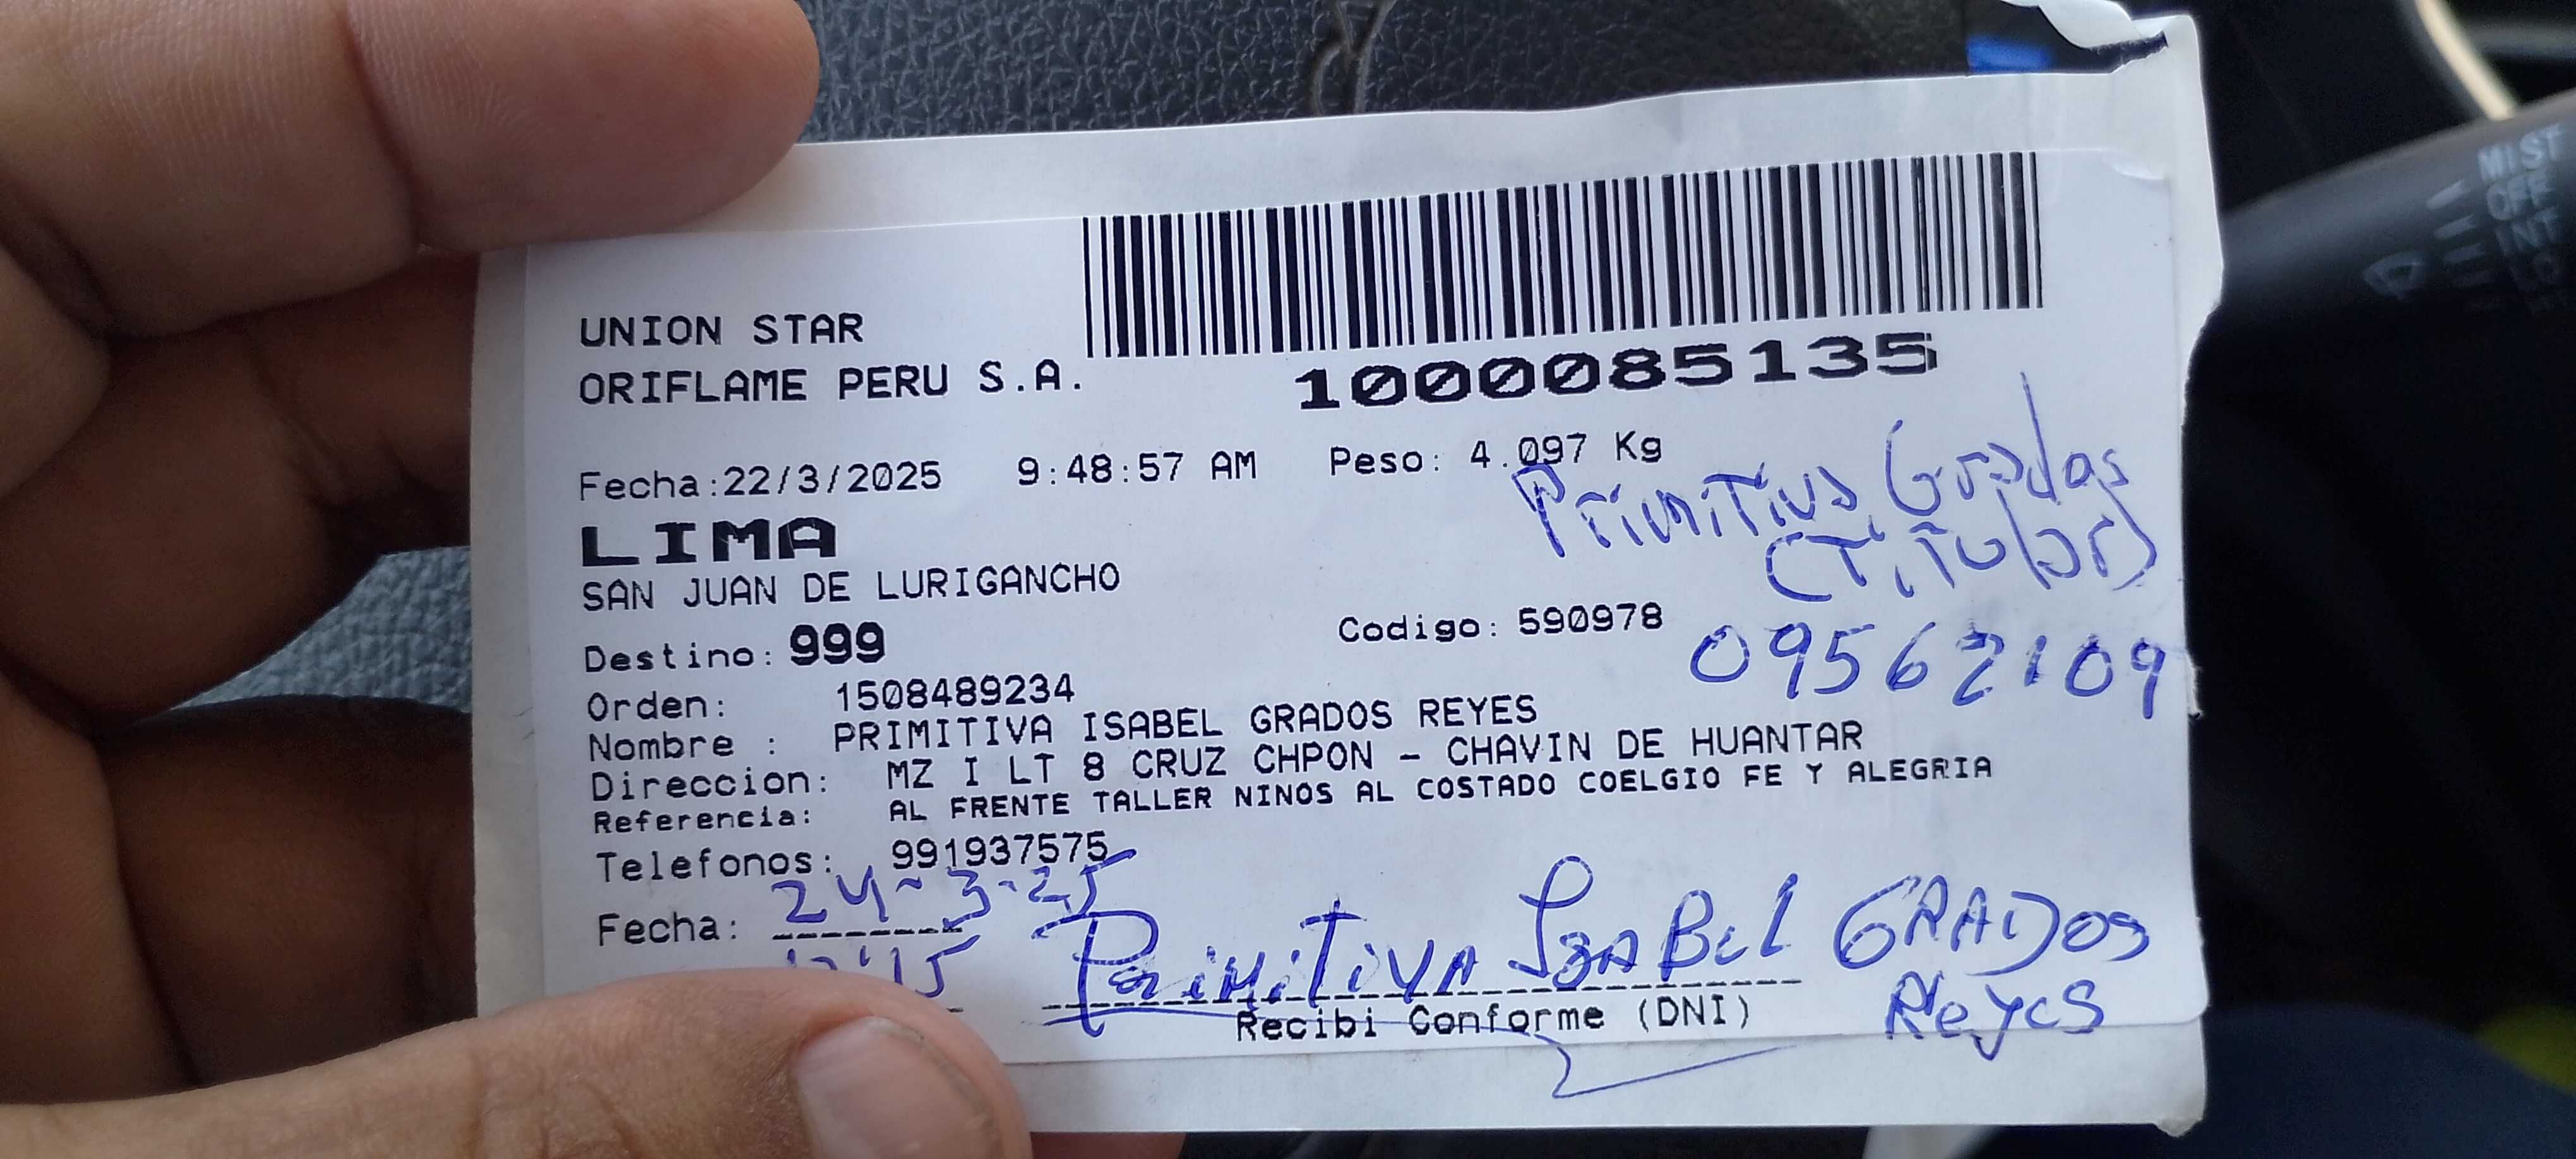 UNION STAR
ORIFLAME PERU S.A.
1000085135
Fecha:22/3/2025 9:48:57 AM Peso: 4.097 Kg
Primitiva Grados
(Titular)
LIMA
SAN JUAN DE LURIGANCHO
Destino: 999 Codigo: 590978
09562109
Orden: 1508489234
Nombre : PRIMITIVA ISABEL GRADOS REYES
Direccion: MZ I LT 8 CRUZ CHPON - CHAVIN DE HUANTAR
Referencia: AL FRENTE TALLER NINOS AL COSTADO COELGIO FE Y ALEGRIA
Telefonos: 991937575
Fecha: 24-3-25
PRIMITIVA ISABEL GRADOS
Reyes
Recibi Conforme (DNI)
MIST
OFF
INT